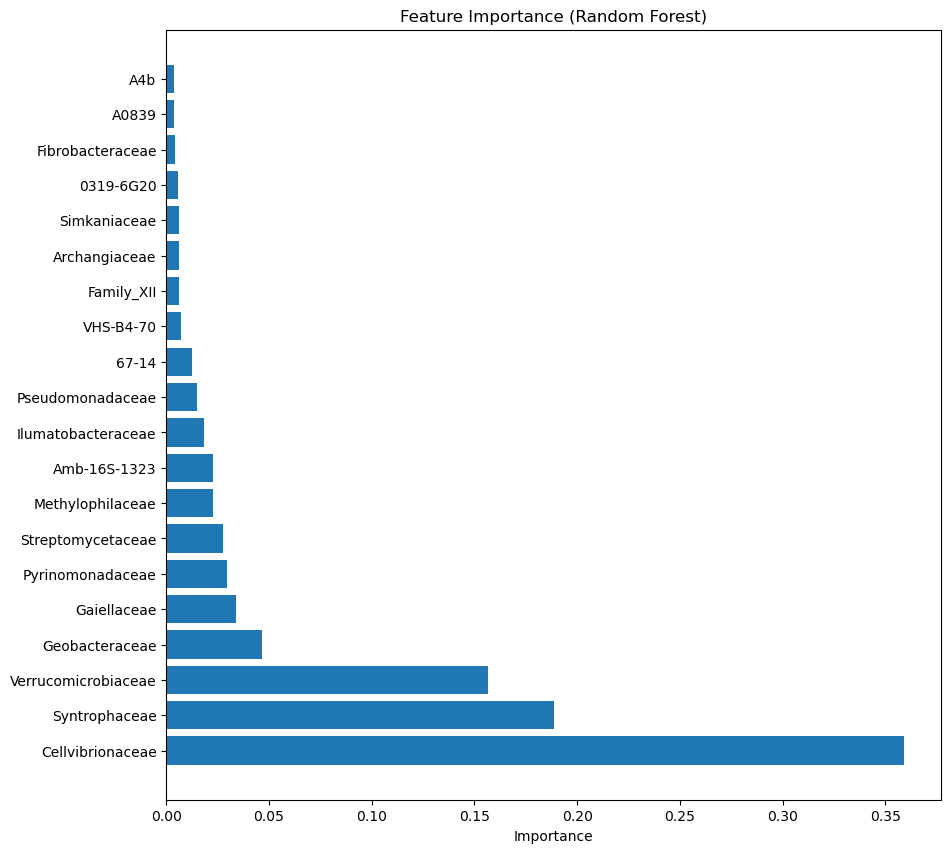 Feature Importance (Random Forest)
A4b
A0839
Fibrobacteraceae
0319-6G20
Simkaniaceae
Archangiaceae
Family_XII
VHS-B4-70
67-14
Pseudomonadaceae
Ilumatobacteraceae
Amb-16S-1323
Methylophilaceae
Streptomycetaceae
Pyrinomonadaceae
Gaiellaceae
Geobacteraceae
Verrucomicrobiaceae
Syntrophaceae
Cellvibrionaceae
0.00 0.05 0.10 0.15 0.20 0.25 0.30 0.35
Importance